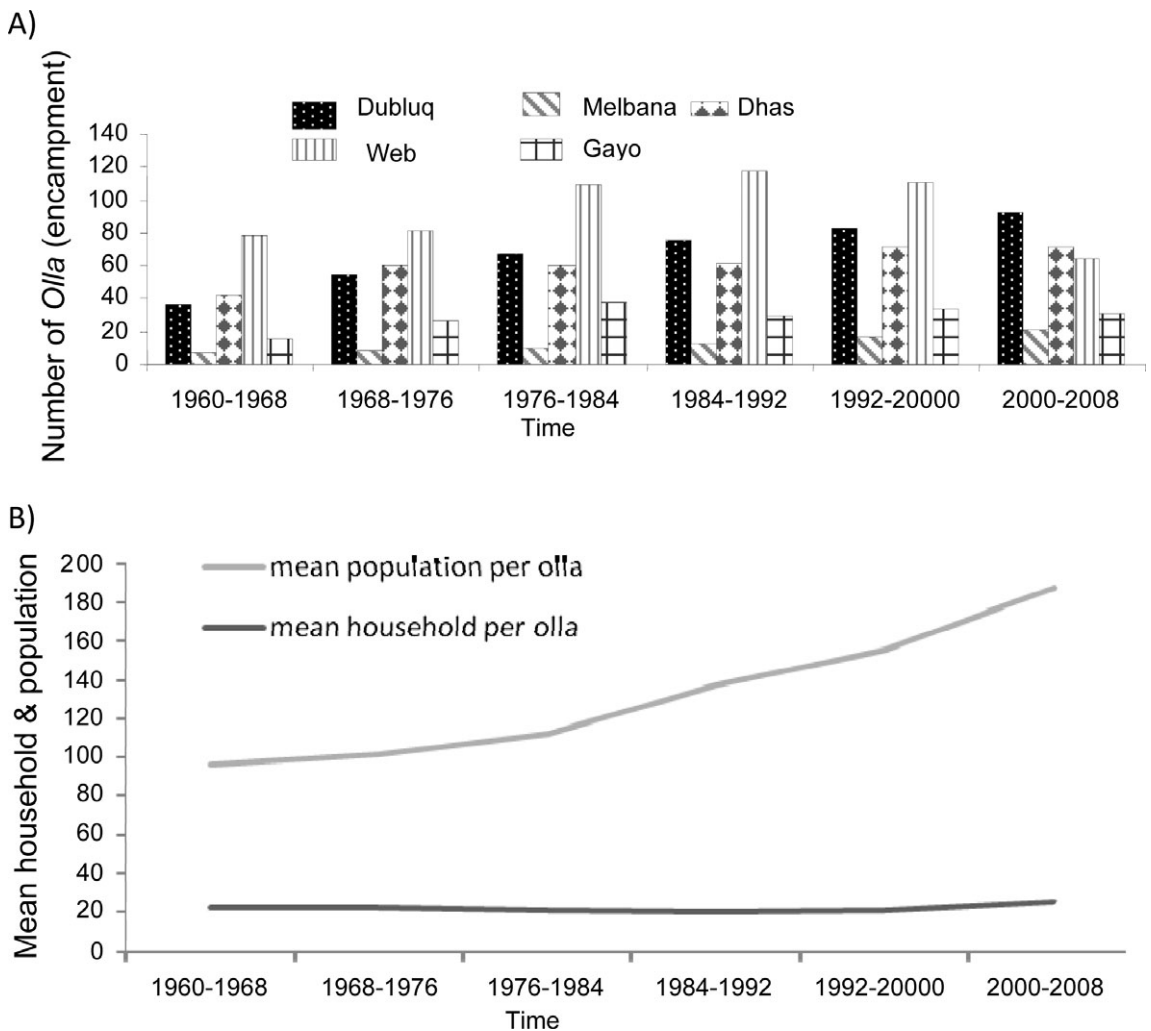 A)
Number of Olla (encampment)
Dubluq Melbana Dhas
Web Gayo
140
120
100
80
60
40
20
0
1960-1968 1968-1976 1976-1984 1984-1992 1992-20000 2000-2008
Time
B)
Mean household & population
200
180
160
140
120
100
80
60
40
20
0
mean population per olla
mean household per olla
1960-1968 1968-1976 1976-1984 1984-1992 1992-20000 2000-2008
Time